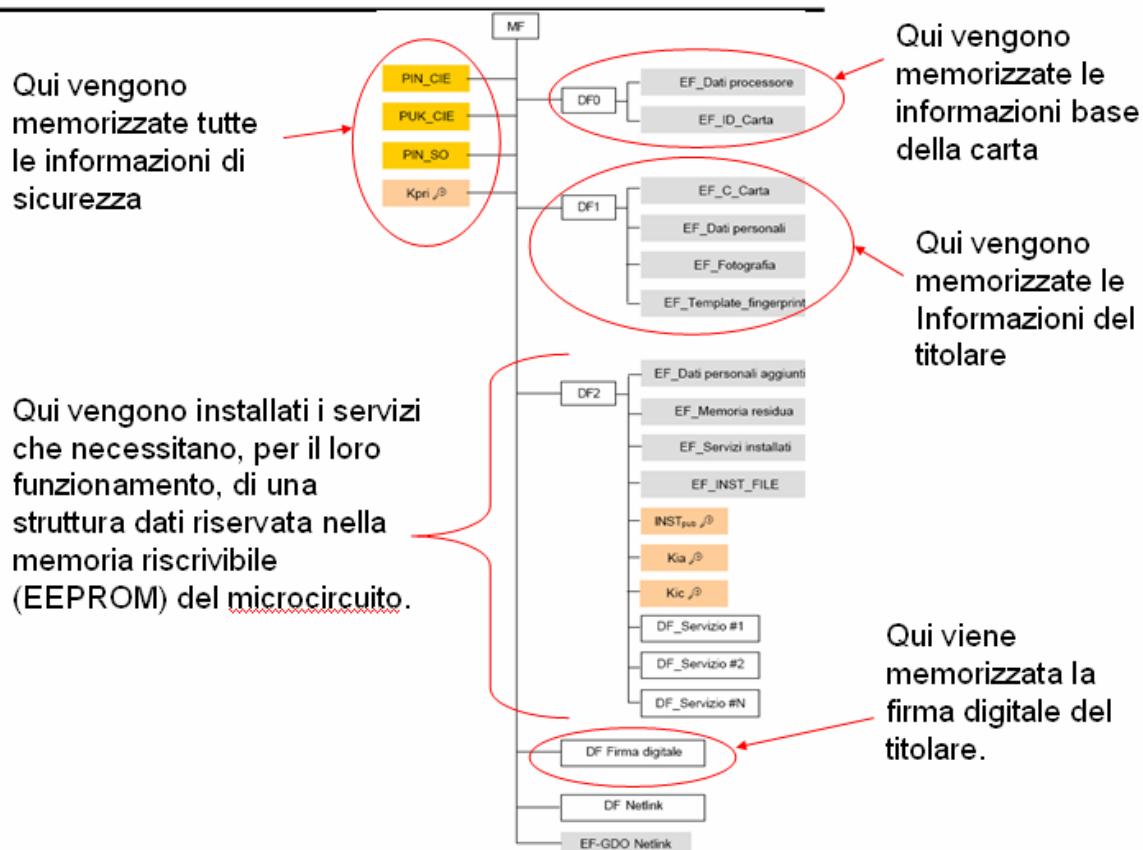 MF
Qui vengono
memorizzate tutte
le informazioni di
sicurezza
PIN_CIE
PUK_CIE
PIN_SO
Kpri
DF0
EF_Dati processore
EF_ID_Carta
Qui vengono
memorizzate le
informazioni base
della carta
DF1
EF_C_Carta
EF_Dati personali
EF_Fotografia
EF_Template_fingerprint
Qui vengono
memorizzate le
Informazioni del
titolare
Qui vengono installati i servizi
che necessitano, per il loro
funzionamento, di una
struttura dati riservata nella
memoria riscrivibile
(EEPROM) del microcircuito.
DF2
EF_Dati personali aggiunti
EF_Memoria residua
EF_Servizi installati
EF_INST_FILE
INSTpub
Kia
Kic
DF_Servizio #1
DF_Servizio #2
DF_Servizio #N
Qui viene
memorizzata la
firma digitale del
titolare.
DF Firma digitale
DF Netlink
EF-GDO Netlink